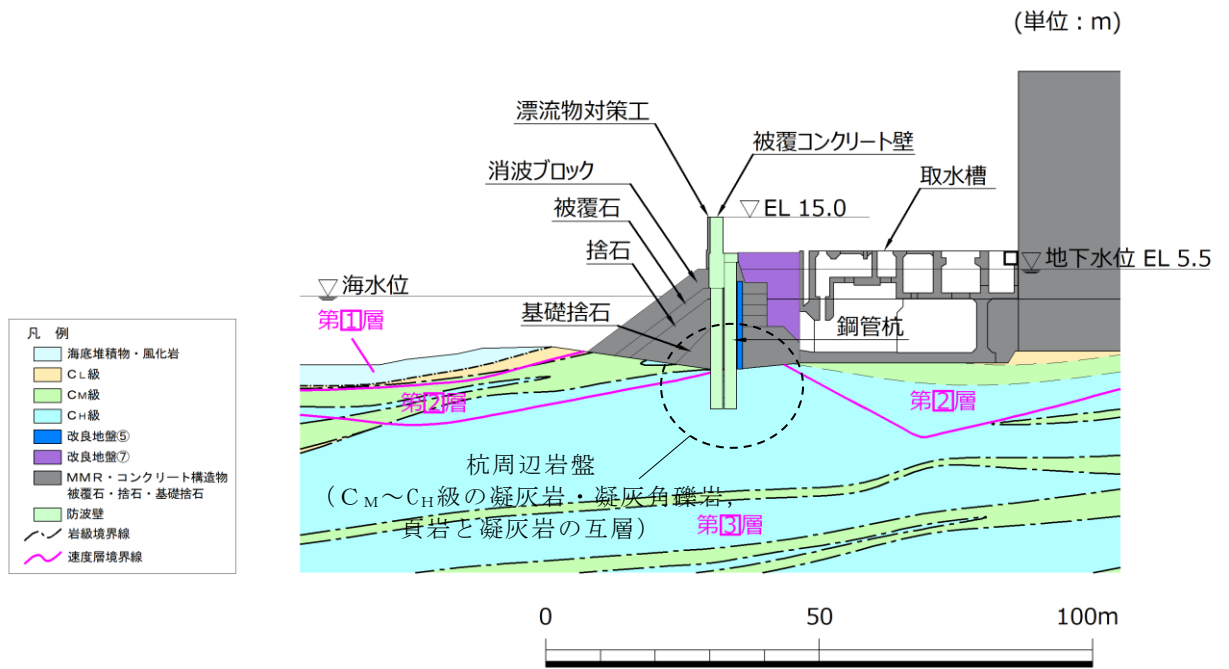 (単位：m)
漂流物対策工
被覆コンクリート壁
消波ブロック
取水槽
被覆石
EL 15.0
捨石
地下水位 EL 5.5
海水位
第1層
基礎捨石
鋼管杭
凡 例
海底堆積物・風化岩
CL級
CM級
CH級
改良地盤⑤
改良地盤⑦
MMR・コンクリート構造物
被覆石・捨石・基礎捨石
防波壁
岩級境界線
速度層境界線
第2層
第2層
杭周辺岩盤
（CM～CH級の凝灰岩・凝灰角礫岩，
頁岩と凝灰岩の互層）
第3層
0 50 100m